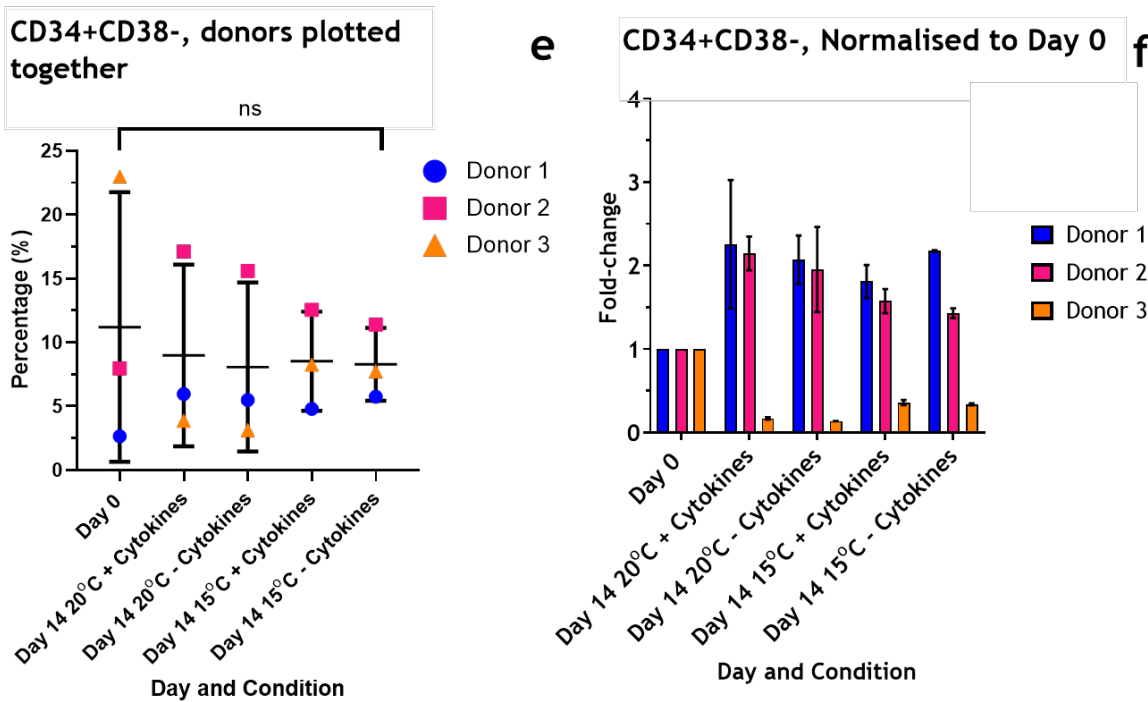 CD34+CD38-, donors plotted
together
ns
25
20
15
10
5
0
Percentage (%)
Donor 1
Donor 2
Donor 3
Day 0
Day 14 20°C + Cytokines
Day 14 20°C - Cytokines
Day 14 15°C + Cytokines
Day 14 15°C - Cytokines
Day and Condition
e
CD34+CD38-, Normalised to Day 0
f
4
3
2
1
0
Fold-change
Donor 1
Donor 2
Donor 3
Day 0
Day 14 20°C + Cytokines
Day 14 20°C - Cytokines
Day 14 15°C + Cytokines
Day 14 15°C - Cytokines
Day and Condition